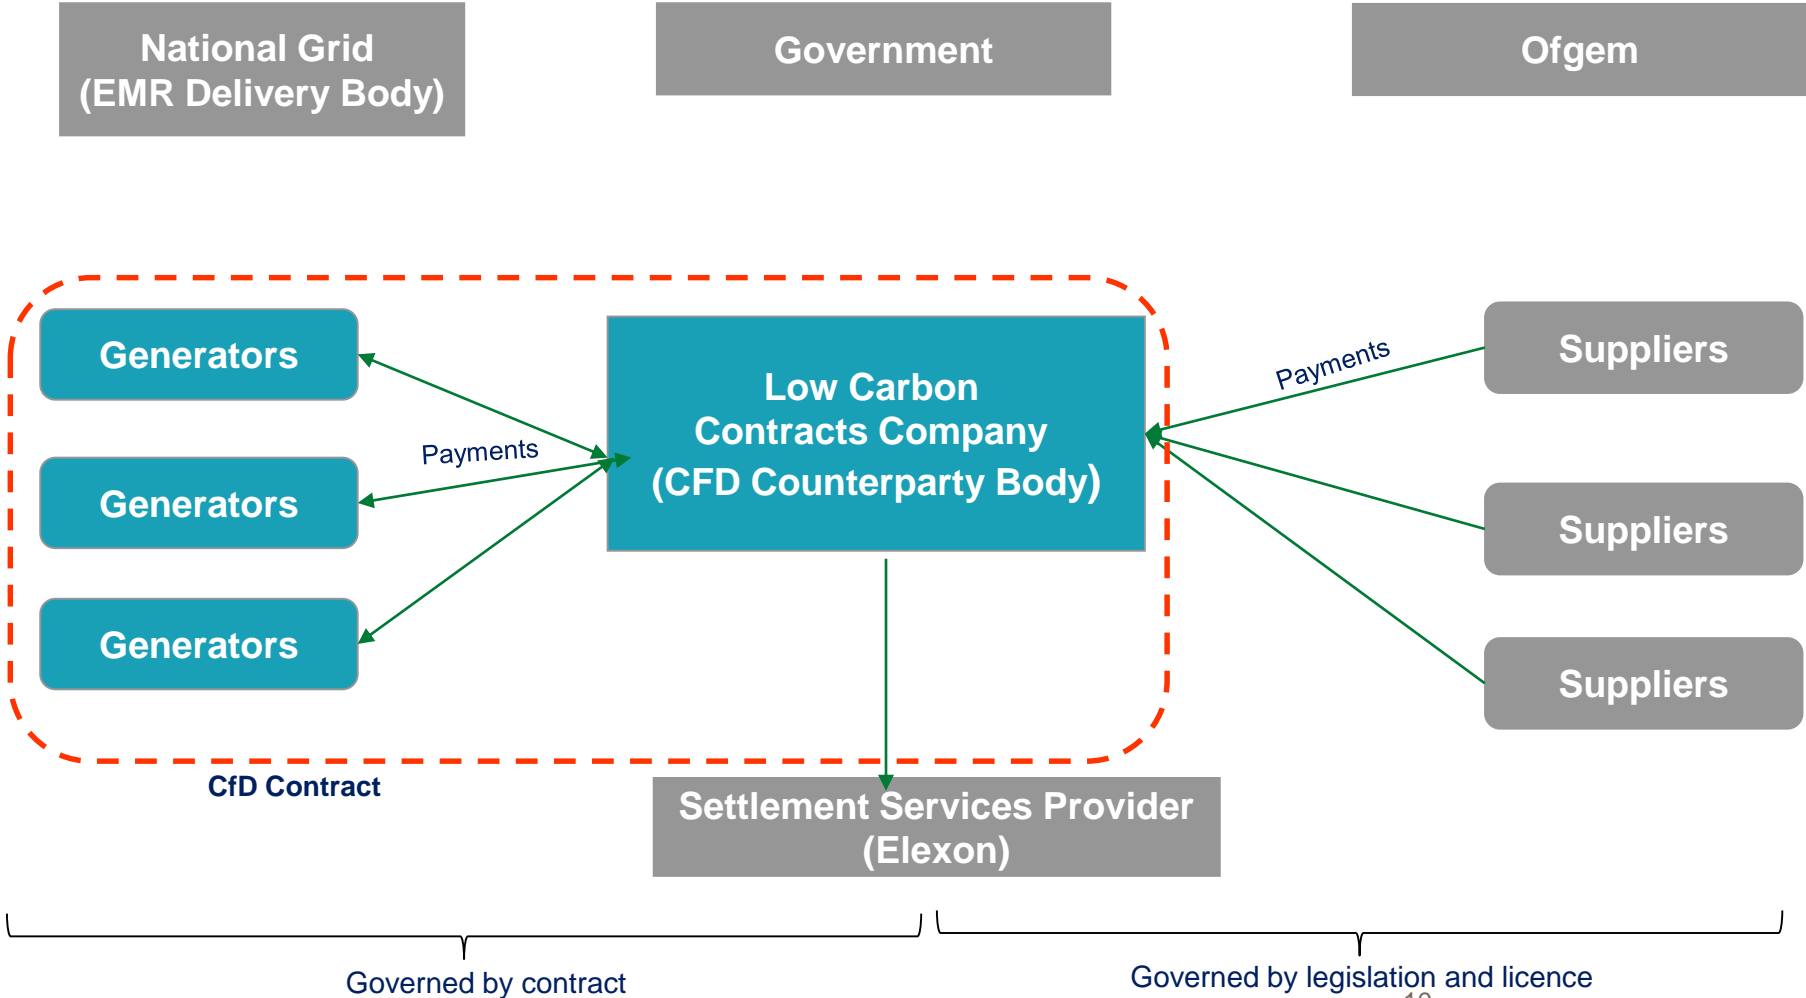 National Grid
(EMR Delivery Body)
Government
Ofgem
Generators
Generators
Generators
Payments
Low Carbon
Contracts Company
(CFD Counterparty Body)
Payments
Suppliers
Suppliers
Suppliers
CfD Contract
Settlement Services Provider
(Elexon)
Governed by contract
Governed by legislation and licence